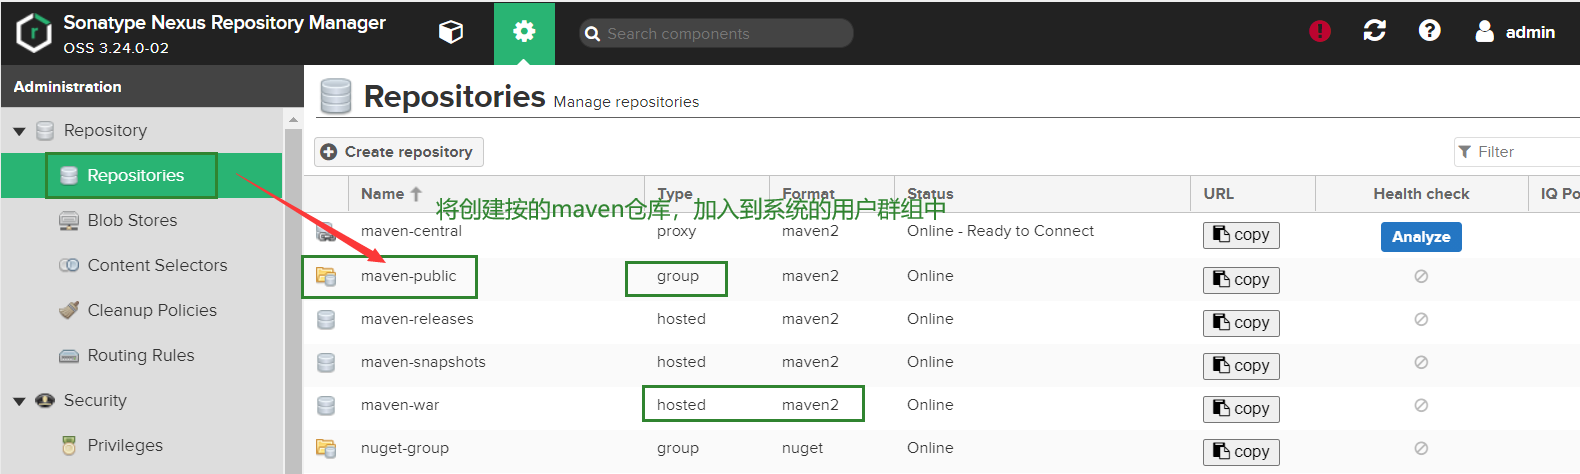 Sonatype Nexus Repository Manager
OSS 3.24.0-02
Search components
admin
Administration
Repository
Repositories
Blob Stores
Content Selectors
Cleanup Policies
Routing Rules
Security
Privileges
Repositories Manage repositories
Create repository
Filter
Name Type Format Status URL Health check IQ Po
将创建按的maven仓库，加入到系统的用户群组中
maven-central proxy maven2 Online - Ready to Connect copy Analyze
maven-public group maven2 Online copy
maven-releases hosted maven2 Online copy
maven-snapshots hosted maven2 Online copy
maven-war hosted maven2 Online copy
nuget-group group nuget Online copy